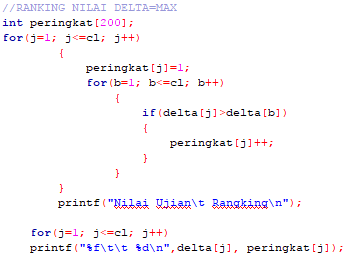 //RANKING NILAI DELTA=MAX
int peringkat[200];
for(j=1; j<=cl; j++)
{
peringkat[j]=1;
for(b=1; b<=cl; b++)
{
if(delta[j]>delta[b])
{
peringkat[j]++;
}
}
}
printf("Nilai Ujian\t Rangking\n");
for(j=1; j<=cl; j++)
printf("%f\t\t %d\n",delta[j], peringkat[j]);